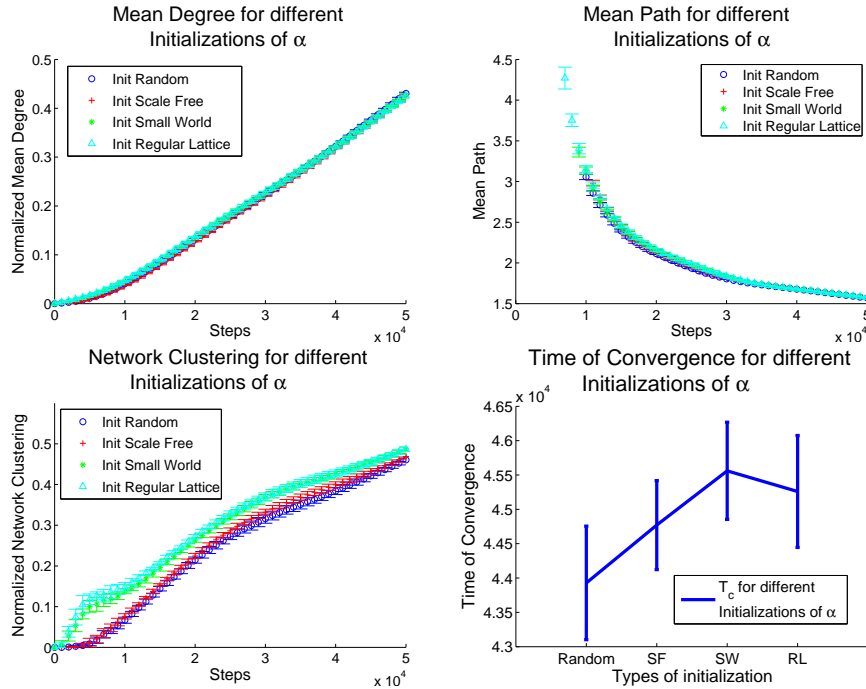 Mean Degree for different
Initializations of α
Normalized Mean Degree
0.5
0.4
0.3
0.2
0.1
0
Init Random
Init Scale Free
Init Small World
Init Regular Lattice
0 1 2 3 4 5
Steps
x 10^4
Mean Path for different
Initializations of α
Mean Path
4.5
4
3.5
3
2.5
2
1.5
Init Random
Init Scale Free
Init Small World
Init Regular Lattice
0 1 2 3 4 5
Steps
x 10^4
Network Clustering for different
Initializations of α
Normalized Network Clustering
0.5
0.4
0.3
0.2
0.1
0
Init Random
Init Scale Free
Init Small World
Init Regular Lattice
0 1 2 3 4 5
Steps
x 10^4
Time of Convergence for different
Initializations of α
x 10^4
Time of Convergence
4.65
4.6
4.55
4.5
4.45
4.4
4.35
4.3
T_c for different
Initializations of α
Random SF SW RL
Types of initialization